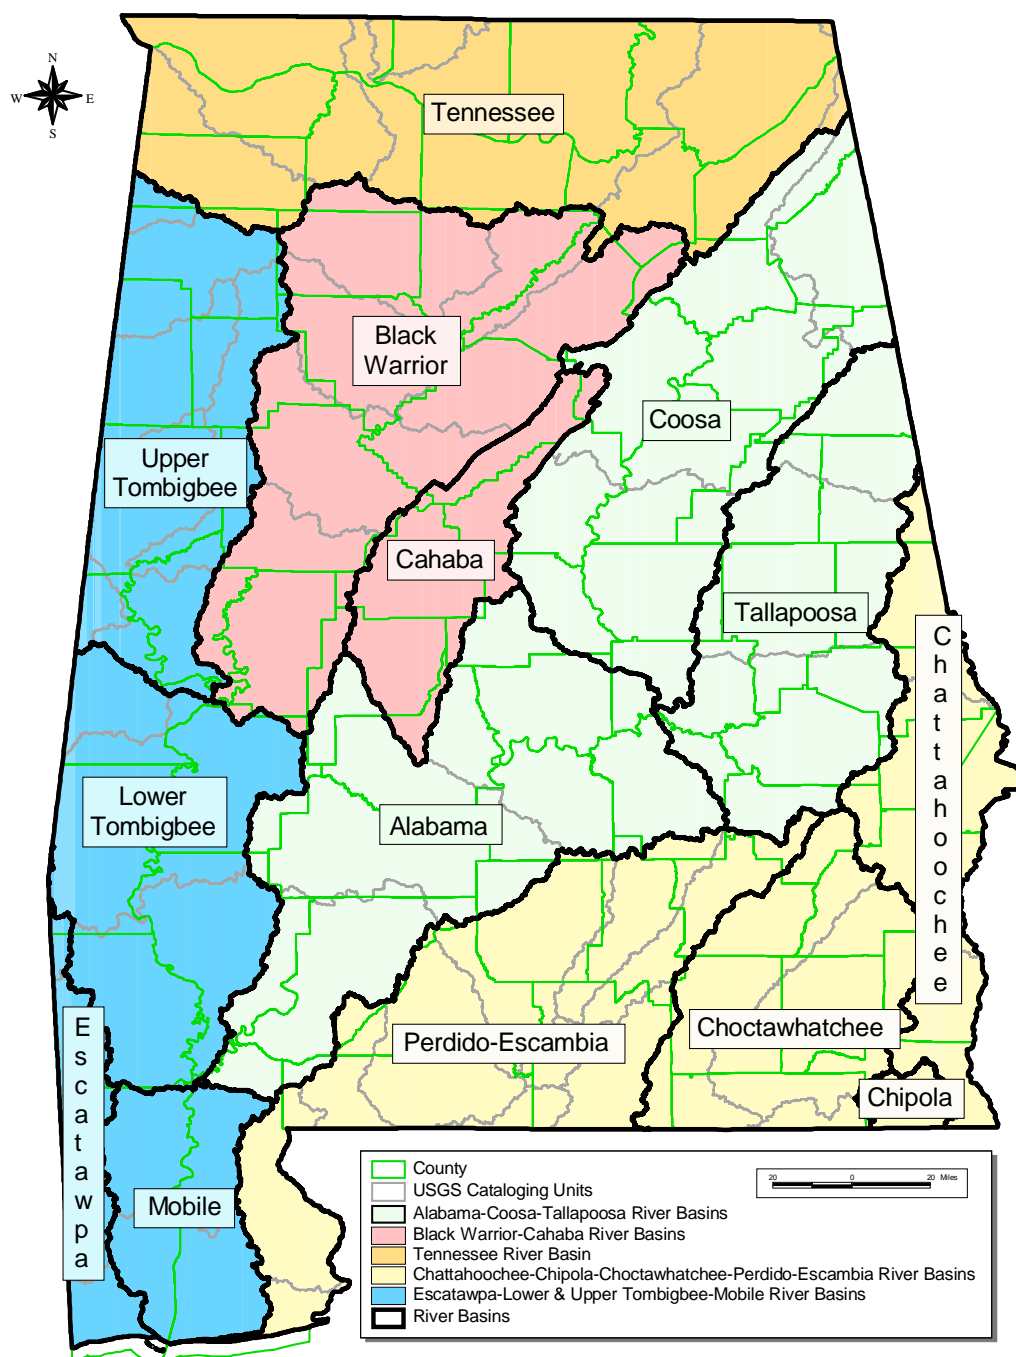 N
W E
S
Tennessee
Black
Warrior
Coosa
Upper
Tombigbee
Cahaba
Tallapoosa
Chattahoochee
Lower
Tombigbee
Alabama
Escatawpa
Perdido-Escambia
Choctawhatchee
Chipola
Mobile
County
USGS Cataloging Units
Alabama-Coosa-Tallapoosa River Basins
Black Warrior-Cahaba River Basins
Tennessee River Basin
Chattahoochee-Chipola-Choctawhatchee-Perdido-Escambia River Basins
Escatawpa-Lower & Upper Tombigbee-Mobile River Basins
River Basins
20 0 20 Miles